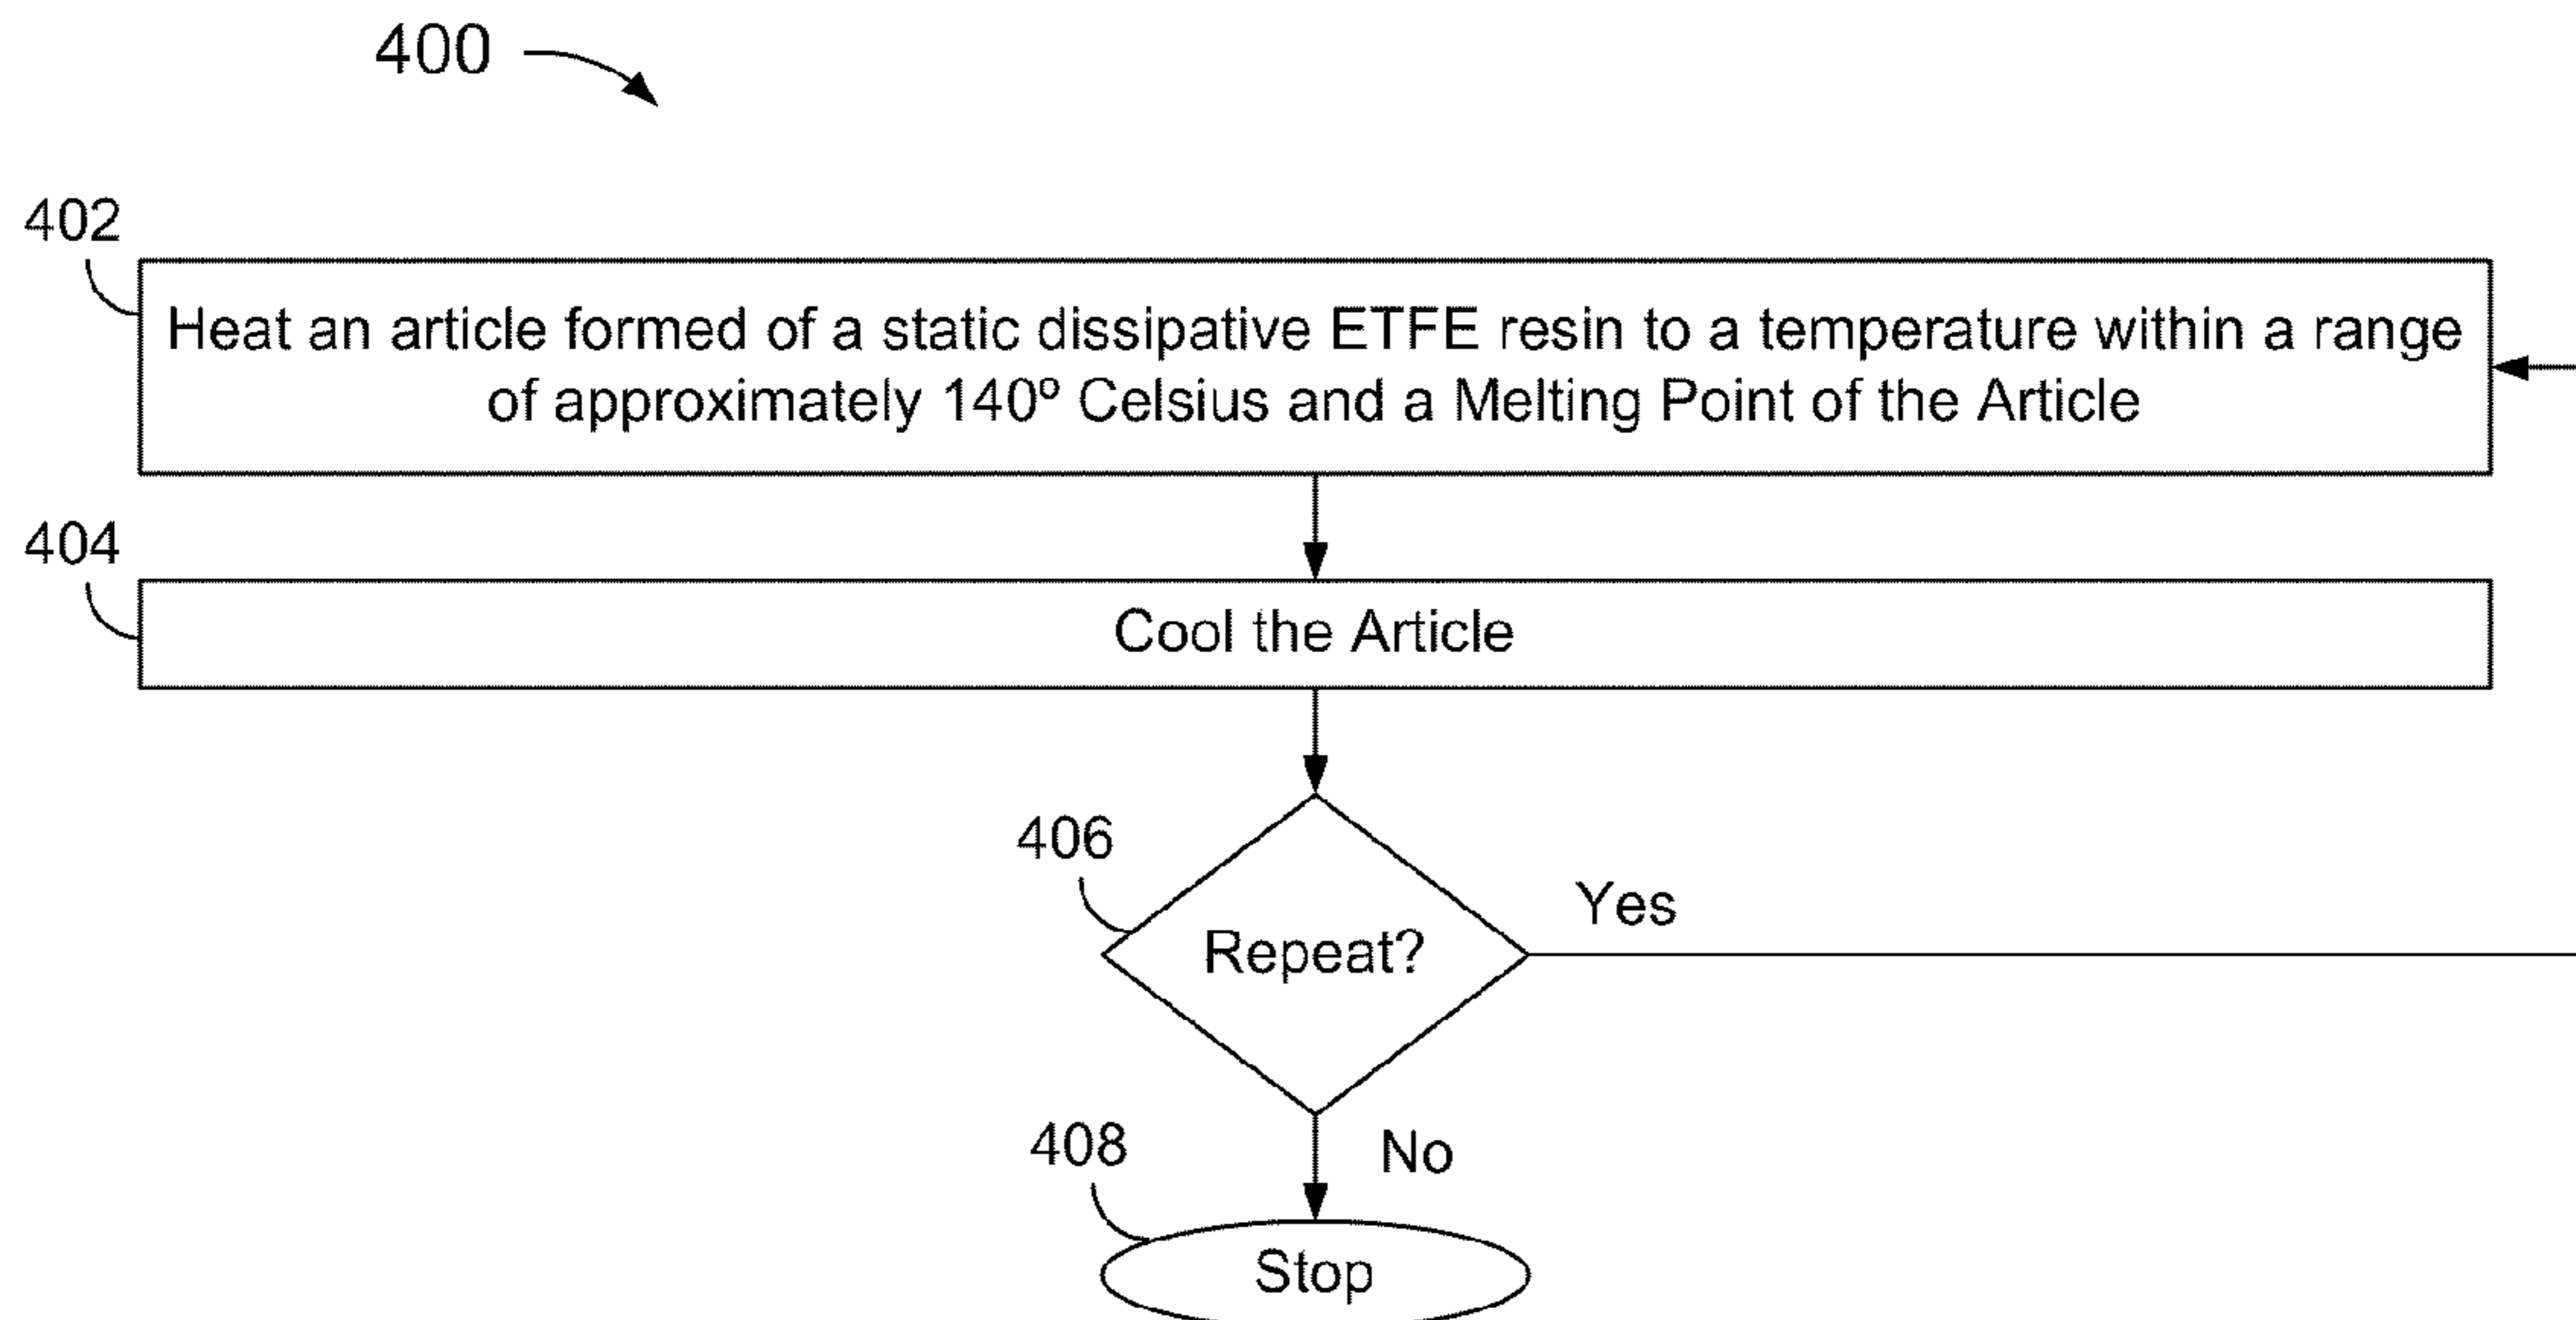 400
402
Heat an article formed of a static dissipative ETFE resin to a temperature within a range
of approximately 140º Celsius and a Melting Point of the Article
404
Cool the Article
406
Repeat?
Yes
No
408
Stop